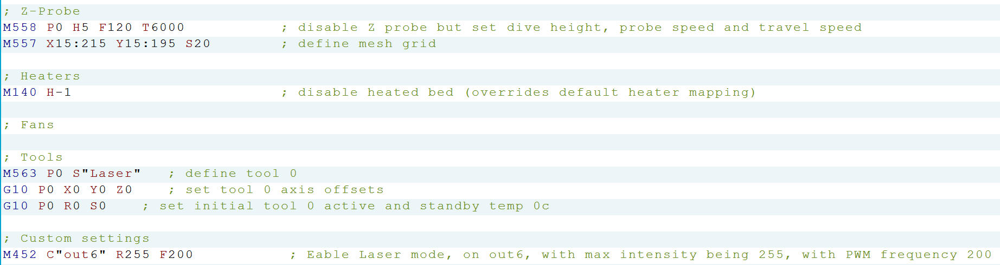 ; Z-Probe
M558 P0 H5 F120 T6000 ; disable Z probe but set dive height, probe speed and travel speed
M557 X15:215 Y15:195 S20 ; define mesh grid
; Heaters
M140 H-1 ; disable heated bed (overrides default heater mapping)
; Fans
; Tools
M563 P0 S"Laser" ; define tool 0
G10 P0 X0 Y0 Z0 ; set tool 0 axis offsets
G10 P0 R0 S0 ; set initial tool 0 active and standby temp 0c
; Custom settings
M452 C"out6" R255 F200 ; Eable Laser mode, on out6, with max intensity being 255, with PWM frequency 200